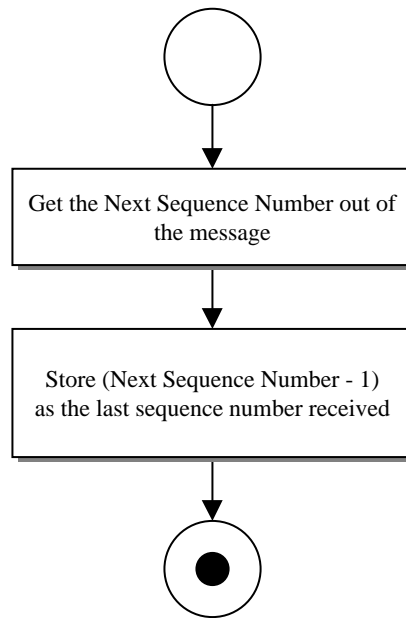 Get the Next Sequence Number out of
the message
Store (Next Sequence Number - 1)
as the last sequence number received